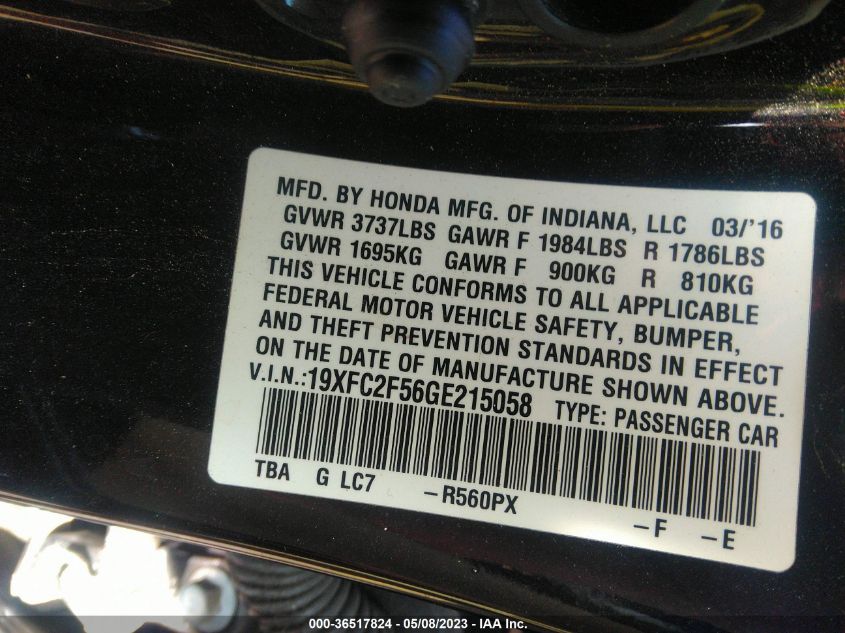 MFD. BY HONDA MFG. OF INDIANA, LLC 03/'16
GVWR 3737LBS GAWR F 1984LBS R 1786LBS
GVWR 1695KG GAWR F 900KG R 810KG
THIS VEHICLE CONFORMS TO ALL APPLICABLE
FEDERAL MOTOR VEHICLE SAFETY, BUMPER,
AND THEFT PREVENTION STANDARDS IN EFFECT
ON THE DATE OF MANUFACTURE SHOWN ABOVE.
V.I.N.:19XFC2F56GE215058 TYPE: PASSENGER CAR
TBA G LC7 -R560PX -F -E
000-36517824 - 05/08/2023 - IAA Inc.